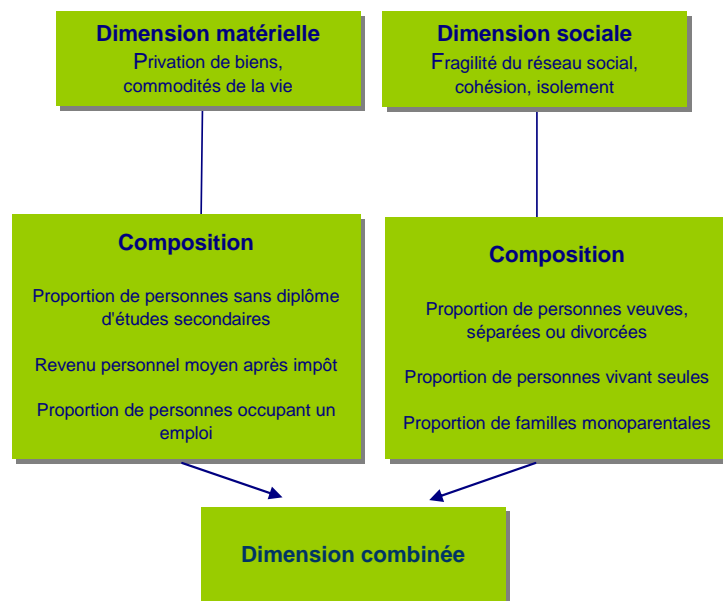 Dimension matérielle
Privation de biens,
commodités de la vie
Dimension sociale
Fragilité du réseau social,
cohésion, isolement
Composition
Proportion de personnes sans diplôme
d'études secondaires
Revenu personnel moyen après impôt
Proportion de personnes occupant un
emploi
Composition
Proportion de personnes veuves,
séparées ou divorcées
Proportion de personnes vivant seules
Proportion de familles monoparentales
Dimension combinée